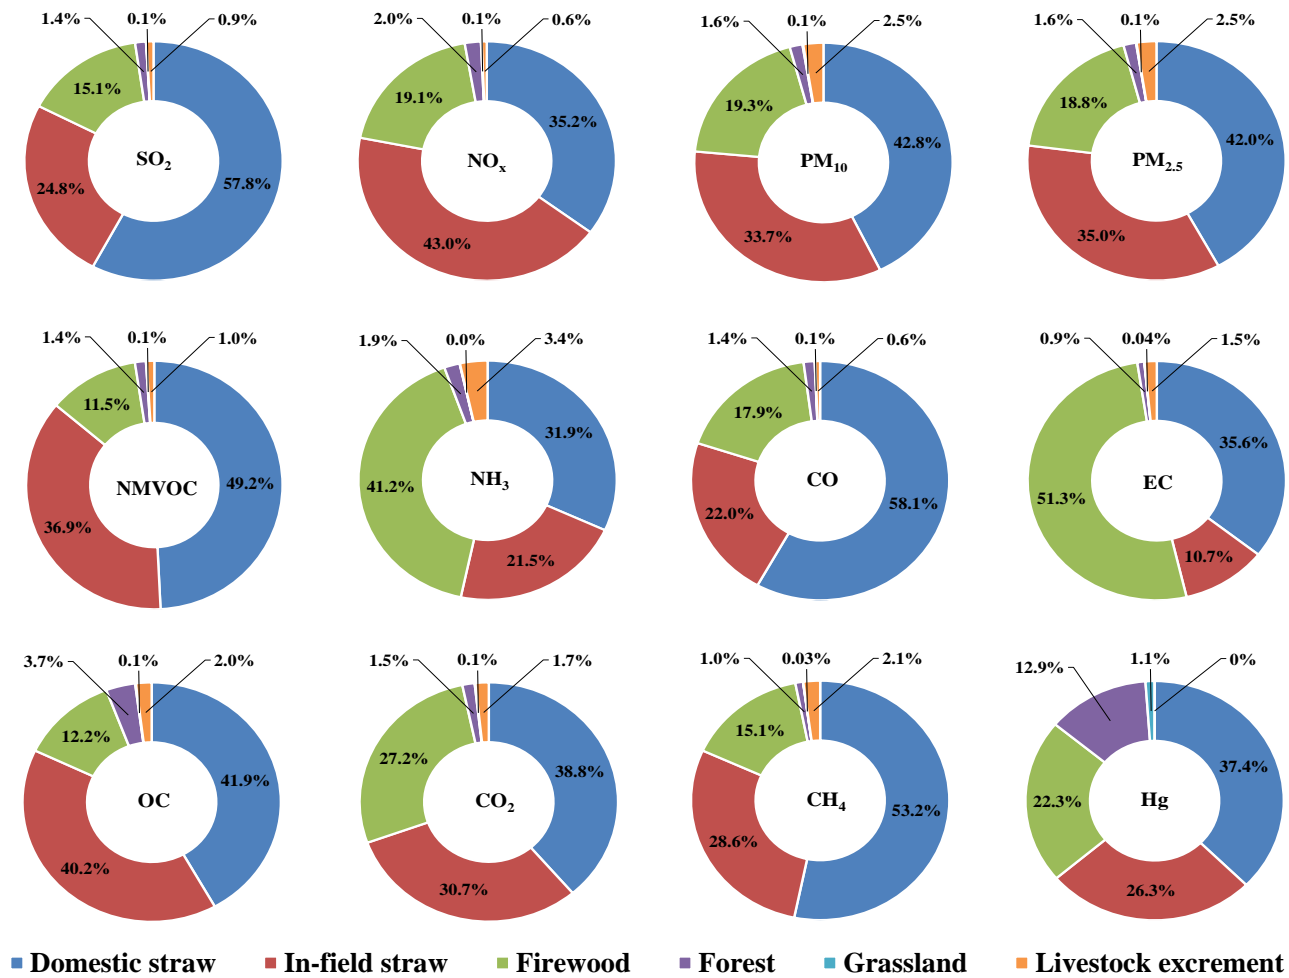 1.4% 0.1% 0.9% 2.0% 0.1% 0.6% 1.6% 0.1% 2.5% 1.6% 0.1% 2.5%
15.1% 19.1% 35.2% 19.3% 42.8% 18.8% 42.0%
SO2 NOx PM10 PM2.5
24.8% 57.8% 43.0% 33.7% 35.0%
1.4% 0.1% 1.0% 1.9% 0.0% 3.4% 1.4% 0.1% 0.6% 0.9% 0.04% 1.5%
11.5% 31.9% 17.9% 35.6%
NMVOC 49.2% 41.2% NH3 CO 51.3% EC
36.9% 21.5% 22.0% 58.1% 10.7%
3.7% 0.1% 2.0% 1.5% 0.1% 1.7% 1.0% 0.03% 2.1% 12.9% 1.1% 0%
12.2% 41.9% 27.2% 38.8% 15.1% 37.4%
OC CO2 CH4 53.2% 22.3% Hg
40.2% 30.7% 28.6% 26.3%
Domestic straw In-field straw Firewood Forest Grassland Livestock excrement